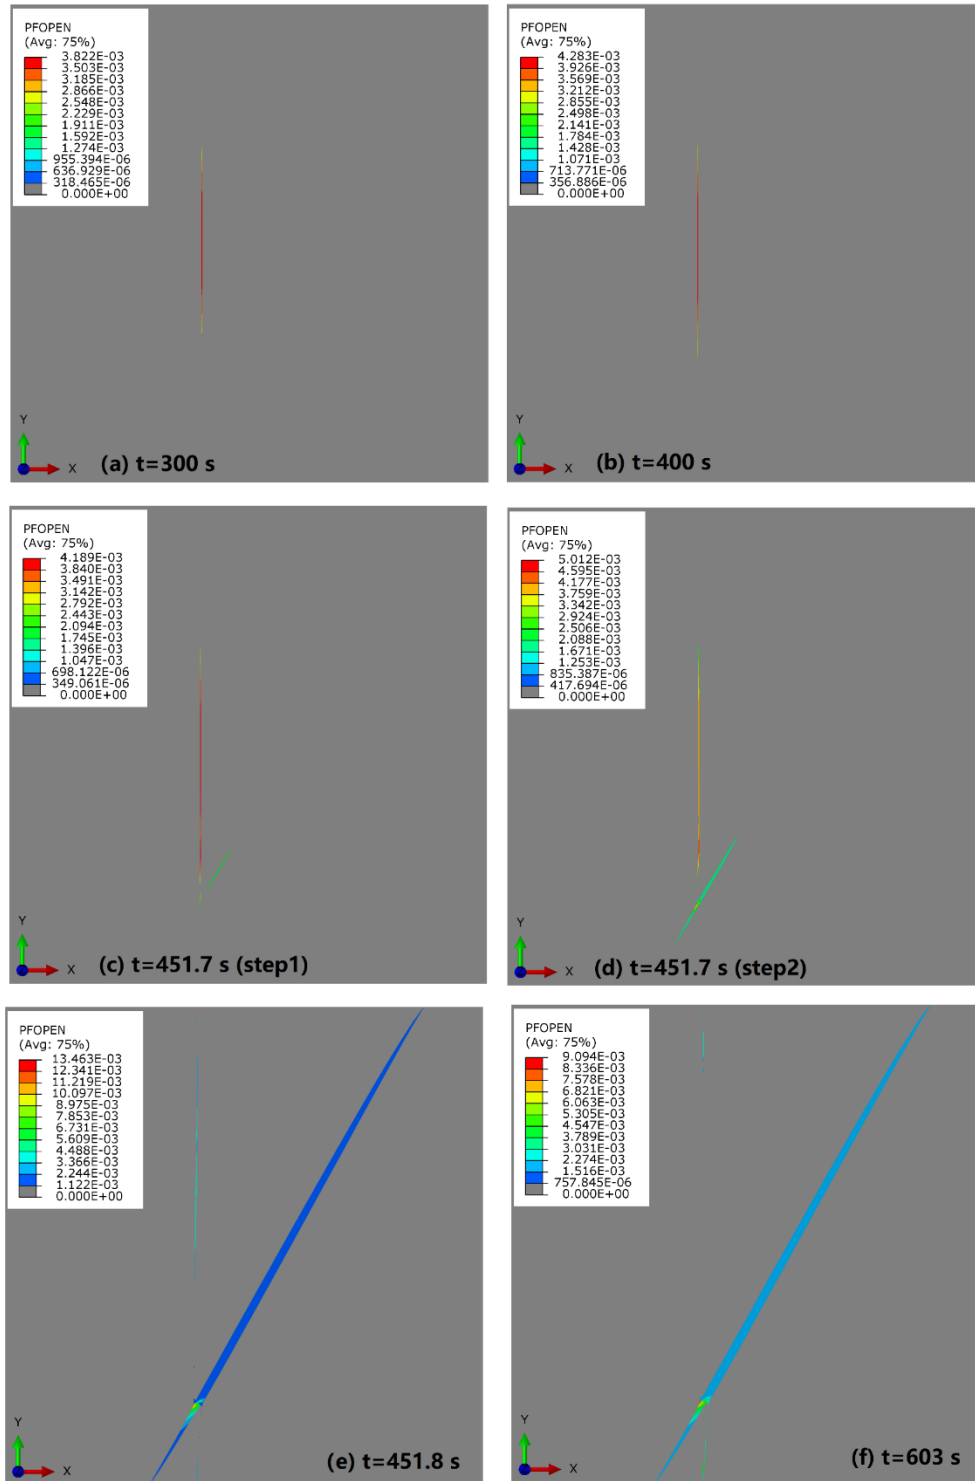 PFOPEN
(Avg: 75%)
3.822E-03
3.503E-03
3.185E-03
2.866E-03
2.548E-03
2.229E-03
1.911E-03
1.592E-03
1.274E-03
955.394E-06
636.929E-06
318.465E-06
0.000E+00
Y
X
(a) t=300 s
PFOPEN
(Avg: 75%)
4.283E-03
3.926E-03
3.569E-03
3.212E-03
2.855E-03
2.498E-03
2.141E-03
1.784E-03
1.428E-03
1.071E-03
713.771E-06
356.886E-06
0.000E+00
Y
X
(b) t=400 s
PFOPEN
(Avg: 75%)
4.189E-03
3.840E-03
3.491E-03
3.142E-03
2.792E-03
2.443E-03
2.094E-03
1.745E-03
1.396E-03
1.047E-03
698.122E-06
349.061E-06
0.000E+00
Y
X
(c) t=451.7 s (step1)
PFOPEN
(Avg: 75%)
5.012E-03
4.595E-03
4.177E-03
3.759E-03
3.342E-03
2.924E-03
2.506E-03
2.088E-03
1.671E-03
1.253E-03
835.387E-06
417.694E-06
0.000E+00
Y
X
(d) t=451.7 s (step2)
PFOPEN
(Avg: 75%)
13.463E-03
12.341E-03
11.219E-03
10.097E-03
8.975E-03
7.853E-03
6.731E-03
5.609E-03
4.488E-03
3.366E-03
2.244E-03
1.122E-03
0.000E+00
Y
X
(e) t=451.8 s
PFOPEN
(Avg: 75%)
9.094E-03
8.336E-03
7.578E-03
6.821E-03
6.063E-03
5.305E-03
4.547E-03
3.789E-03
3.031E-03
2.274E-03
1.516E-03
757.845E-06
0.000E+00
Y
X
(f) t=603 s